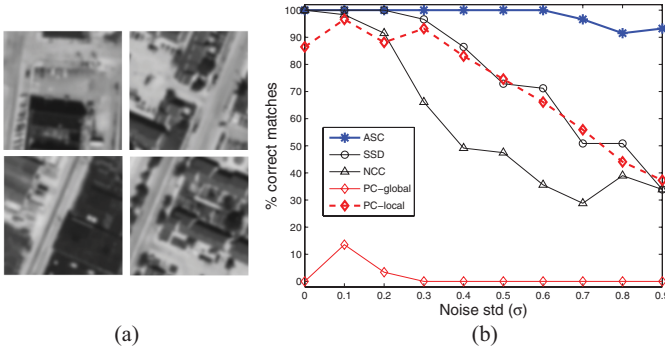 100
90
80
70
60
50
40
30
20
10
0
% correct matches
ASC
SSD
NCC
PC-global
PC-local
0 0.1 0.2 0.3 0.4 0.5 0.6 0.7 0.8 0.9
Noise std (σ)
(a) (b)